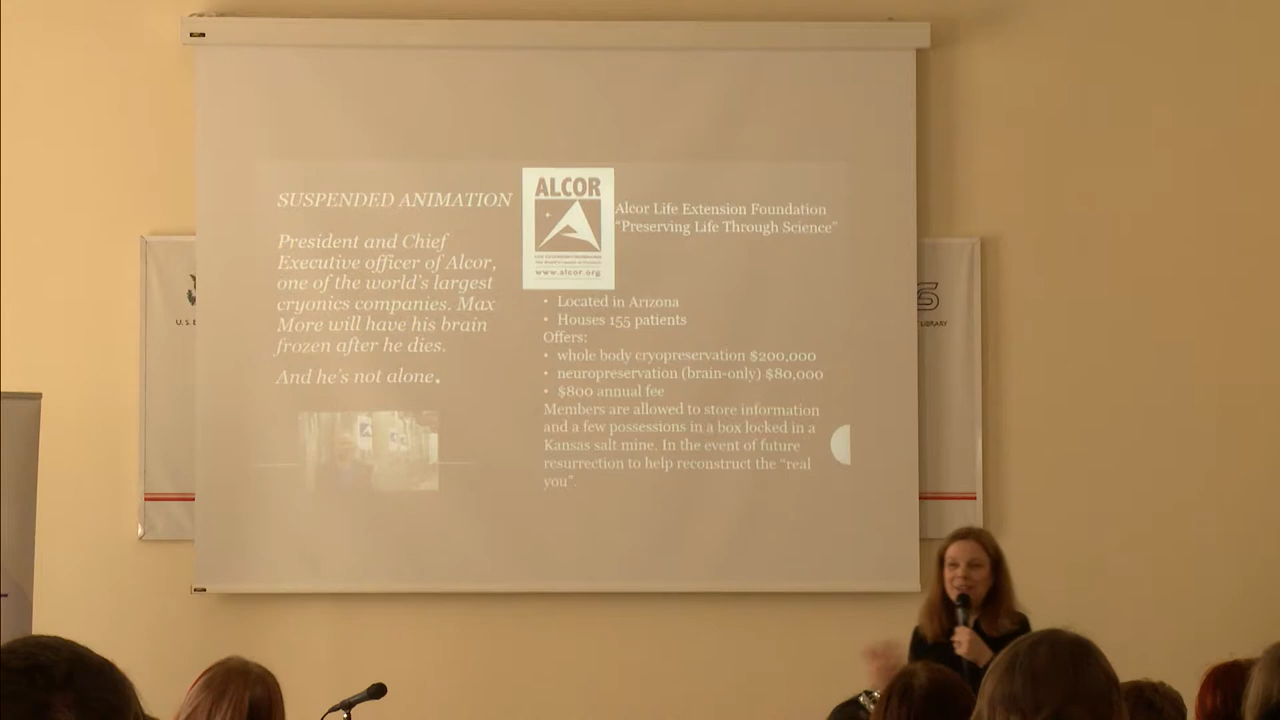 SUSPENDED ANIMATION
President and Chief
Executive officer of Alcor,
one of the world's largest
cryonics companies. Max
More will have his brain
frozen after he dies.
And he's not alone.
ALCOR
www.alcor.org
Alcor Life Extension Foundation
"Preserving Life Through Science"
• Located in Arizona
• Houses 155 patients
Offers:
• whole body cryopreservation $200,000
• neuropreservation (brain-only) $80,000
• $800 annual fee
Members are allowed to store information
and a few possessions in a box locked in a
Kansas salt mine. In the event of future
resurrection to help reconstruct the "real
you".
U. S.
LIBRARY